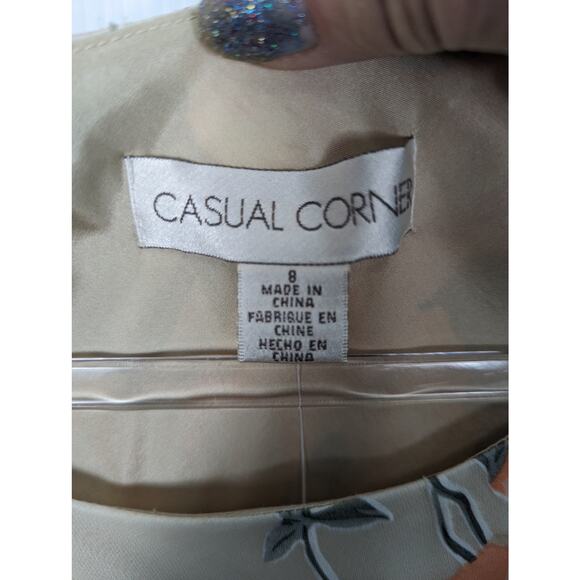 CASUAL CORNER
8
MADE IN
CHINA
FABRIQUE EN
CHINE
HECHO EN
CHINA